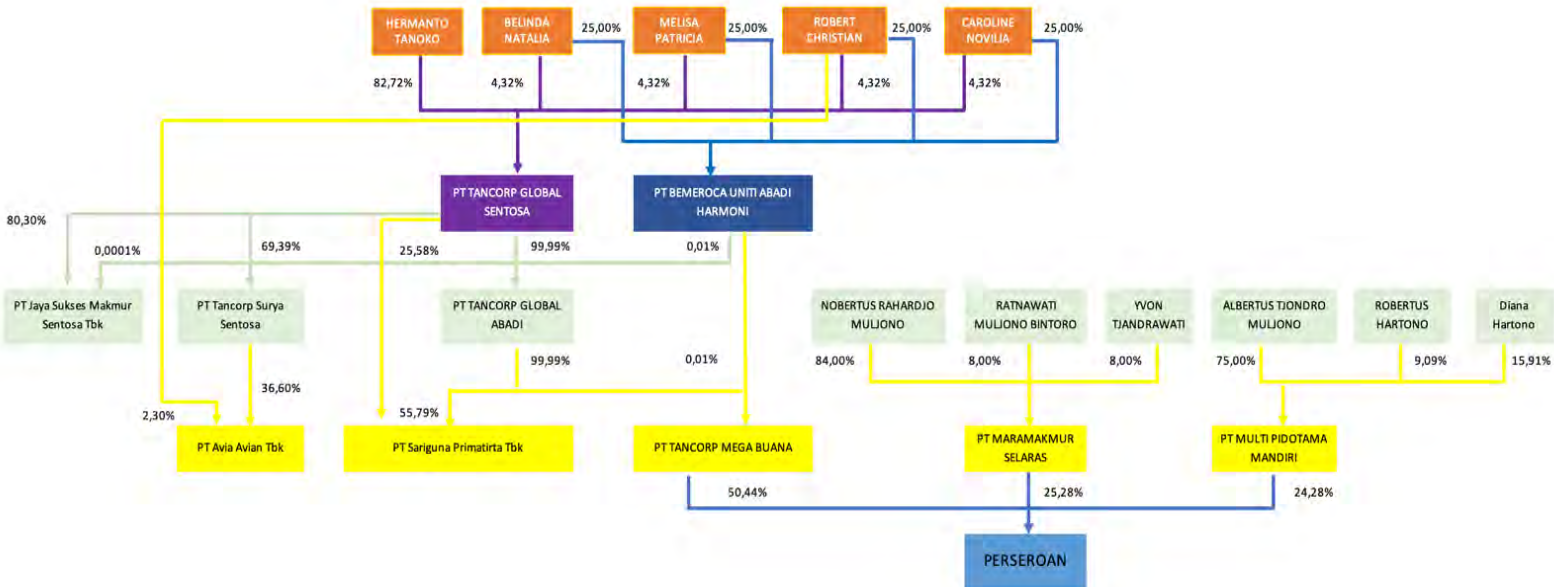 HERMANTO
TANOKO
BELINDA
NATALIA
25,00%
MELISA
PATRICIA
25,00%
ROBERT
CHRISTIAN
25,00%
CAROLINE
NOVILIA
25,00%
82,72%
4,32%
4,32%
4,32%
4,32%
PT TANCORP GLOBAL
SENTOSA
PT BEMEROCA UNITI ABADI
HARMONI
80,30%
0,0001%
69,39%
25,58%
99,99%
0,01%
PT Jaya Sukses Makmur
Sentosa Tbk
PT Tancorp Surya
Sentosa
PT TANCORP GLOBAL
ABADI
NOBERTUS RAHARDJO
MULJONO
RATNAWATI
MULJONO BINTORO
YVON
TJANDRAWATI
ALBERTUS TJONDRO
MULJONO
ROBERTUS
HARTONO
Diana
Hartono
36,60%
99,99%
0,01%
84,00%
8,00%
8,00%
75,00%
9,09%
15,91%
2,30%
55,79%
PT Avia Avian Tbk
PT Sariguna Primatirta Tbk
PT TANCORP MEGA BUANA
PT MARAMAKMUR
SELARAS
PT MULTI PIDOTAMA
MANDIRI
50,44%
25,28%
24,28%
PERSEROAN